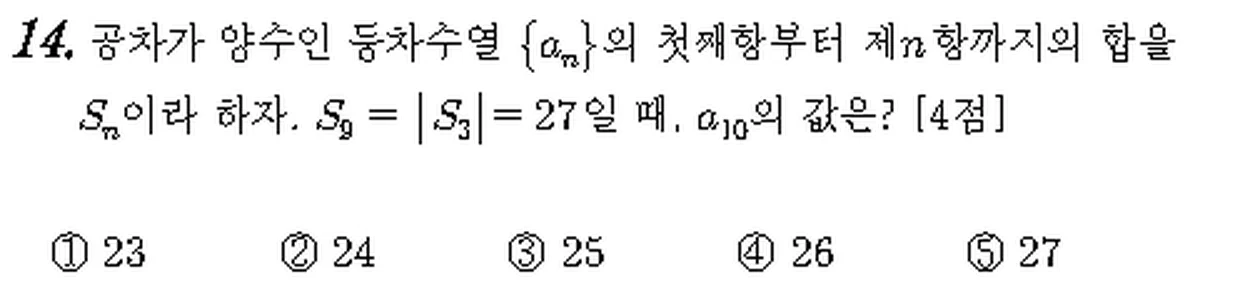 14. 공차가 양수인 등차수열 {aₙ}의 첫째항부터 제n항까지의 합을
Sₙ이라 하자. S₉ = |S₃| = 27일 때, a₁₀의 값은? [4점]
① 23 ② 24 ③ 25 ④ 26 ⑤ 27